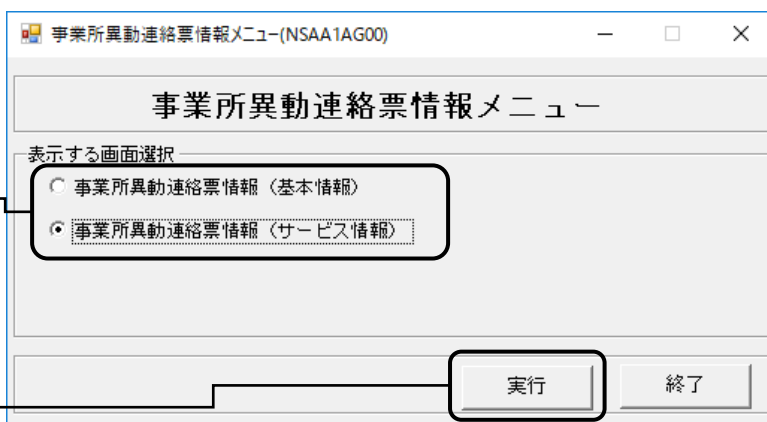 事業所異動連絡票情報メニュー(NSAA1AG00)
事業所異動連絡票情報メニュー
表示する画面選択
事業所異動連絡票情報（基本情報）
事業所異動連絡票情報（サービス情報）
実行 終了